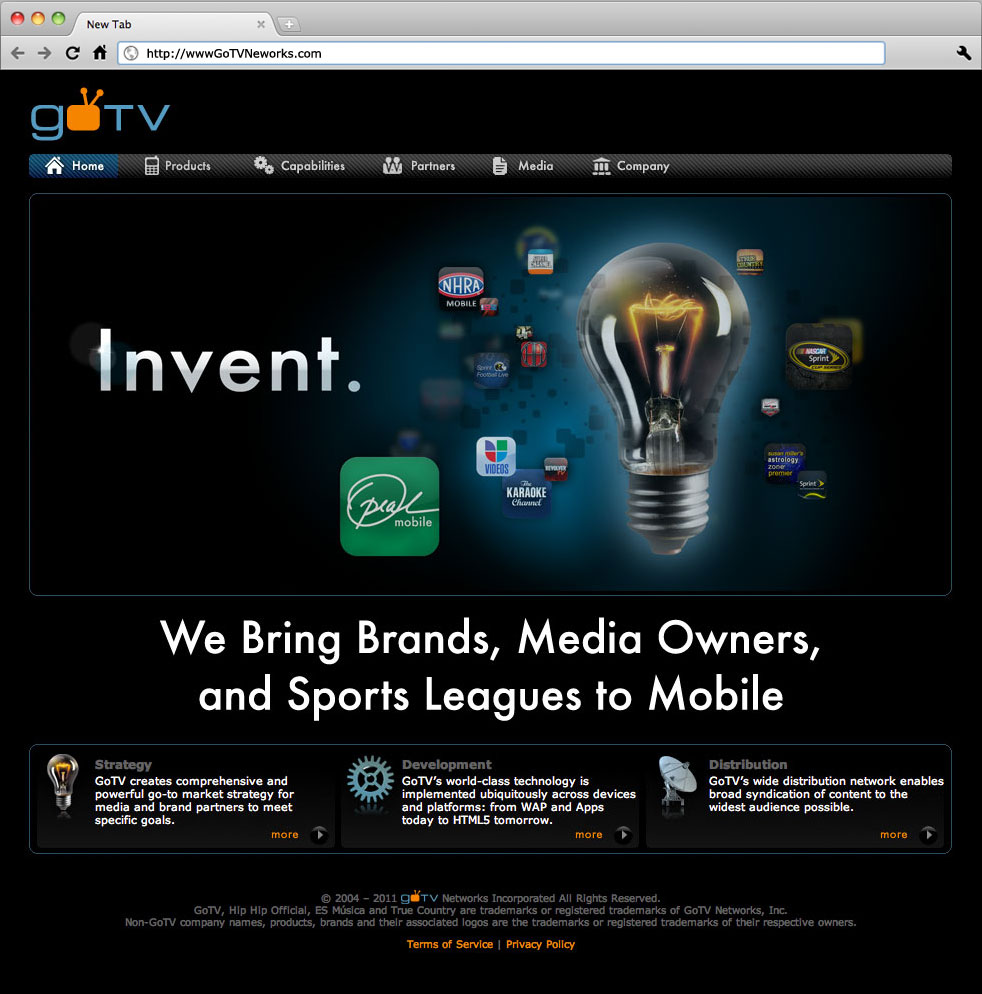 New Tab
http://wwwGoTVNeworks.com
goTV
Home Products Capabilities Partners Media Company
Invent.
NHRA
MOBILE
NASCAR
Sprint
CUP SERIES
Sprint
Football Live
VIDEOS
REVOLVER
The
KARAOKE
Channel
susan miller's
astrology
zone
premier
Sprint
Oprah
mobile
We Bring Brands, Media Owners,
and Sports Leagues to Mobile
Strategy
GoTV creates comprehensive and
powerful go-to market strategy for
media and brand partners to meet
specific goals.
more
Development
GoTV's world-class technology is
implemented ubiquitously across devices
and platforms: from WAP and Apps
today to HTML5 tomorrow.
more
Distribution
GoTV's wide distribution network enables
broad syndication of content to the
widest audience possible.
more
© 2004 – 2011 goTV Networks Incorporated All Rights Reserved.
GoTV, Hip Hip Official, ES Música and True Country are trademarks or registered trademarks of GoTV Networks, Inc.
Non-GoTV company names, products, brands and their associated logos are the trademarks or registered trademarks of their respective owners.
Terms of Service | Privacy Policy